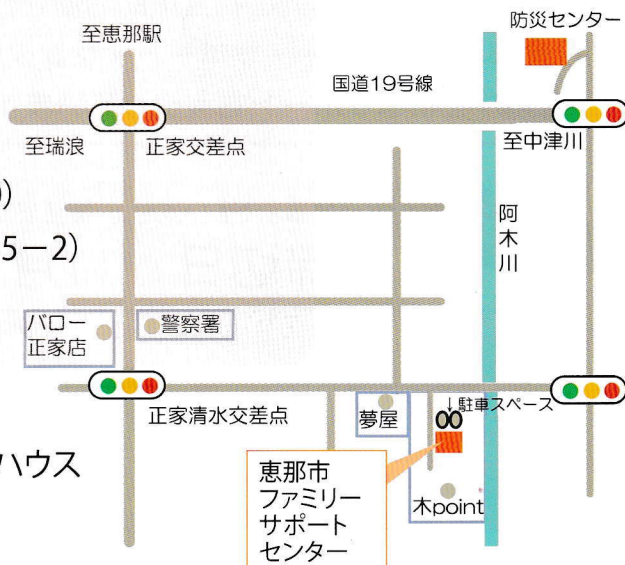 至恵那駅
防災センター
国道19号線
至瑞浪
正家交差点
至中津川
)
5-2)
阿木川
バロー
正家店
警察署
正家清水交差点
夢屋
↓駐車スペース
ハウス
恵那市
ファミリー
サポート
センター
木point